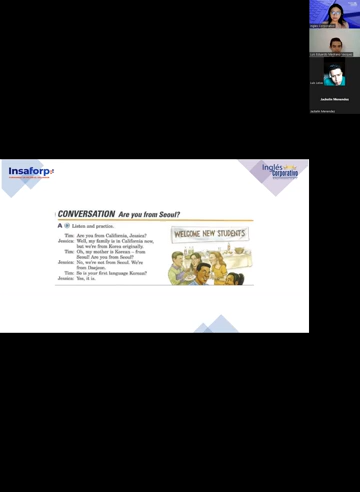 Insaforp
Inglés
Corporativo
CONVERSATION Are you from Seoul?
A Listen and practice.
Tim: Are you from California, Jessica?
Jessica: Well, my family is in California now,
but we're from Korea originally.
Tim: Oh, my mother is Korean – from
Seoul! Are you from Seoul?
Jessica: No, we're not from Seoul. We're
from Daejeon.
Tim: So is your first language Korean?
Jessica: Yes, it is.
WELCOME NEW STUDENTS